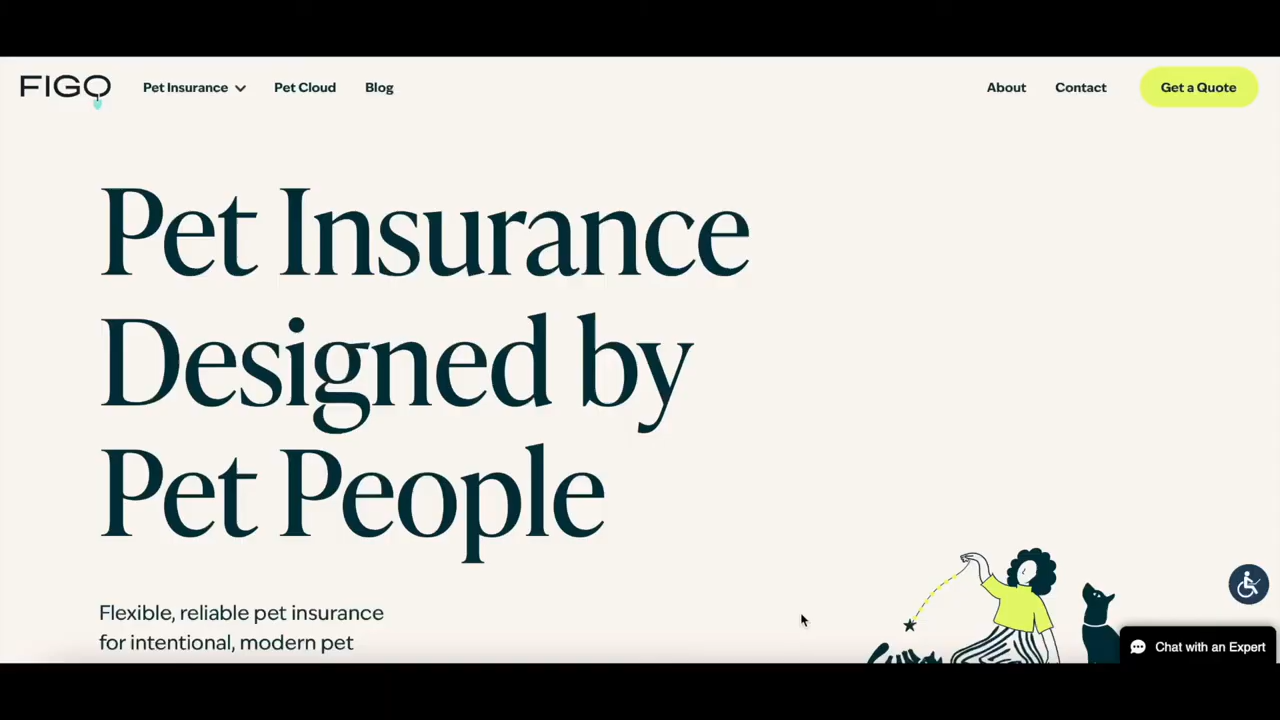 FIGO
Pet Insurance
Pet Cloud
Blog
About
Contact
Get a Quote
Pet Insurance
Designed by
Pet People
Flexible, reliable pet insurance
for intentional, modern pet
Chat with an Expert